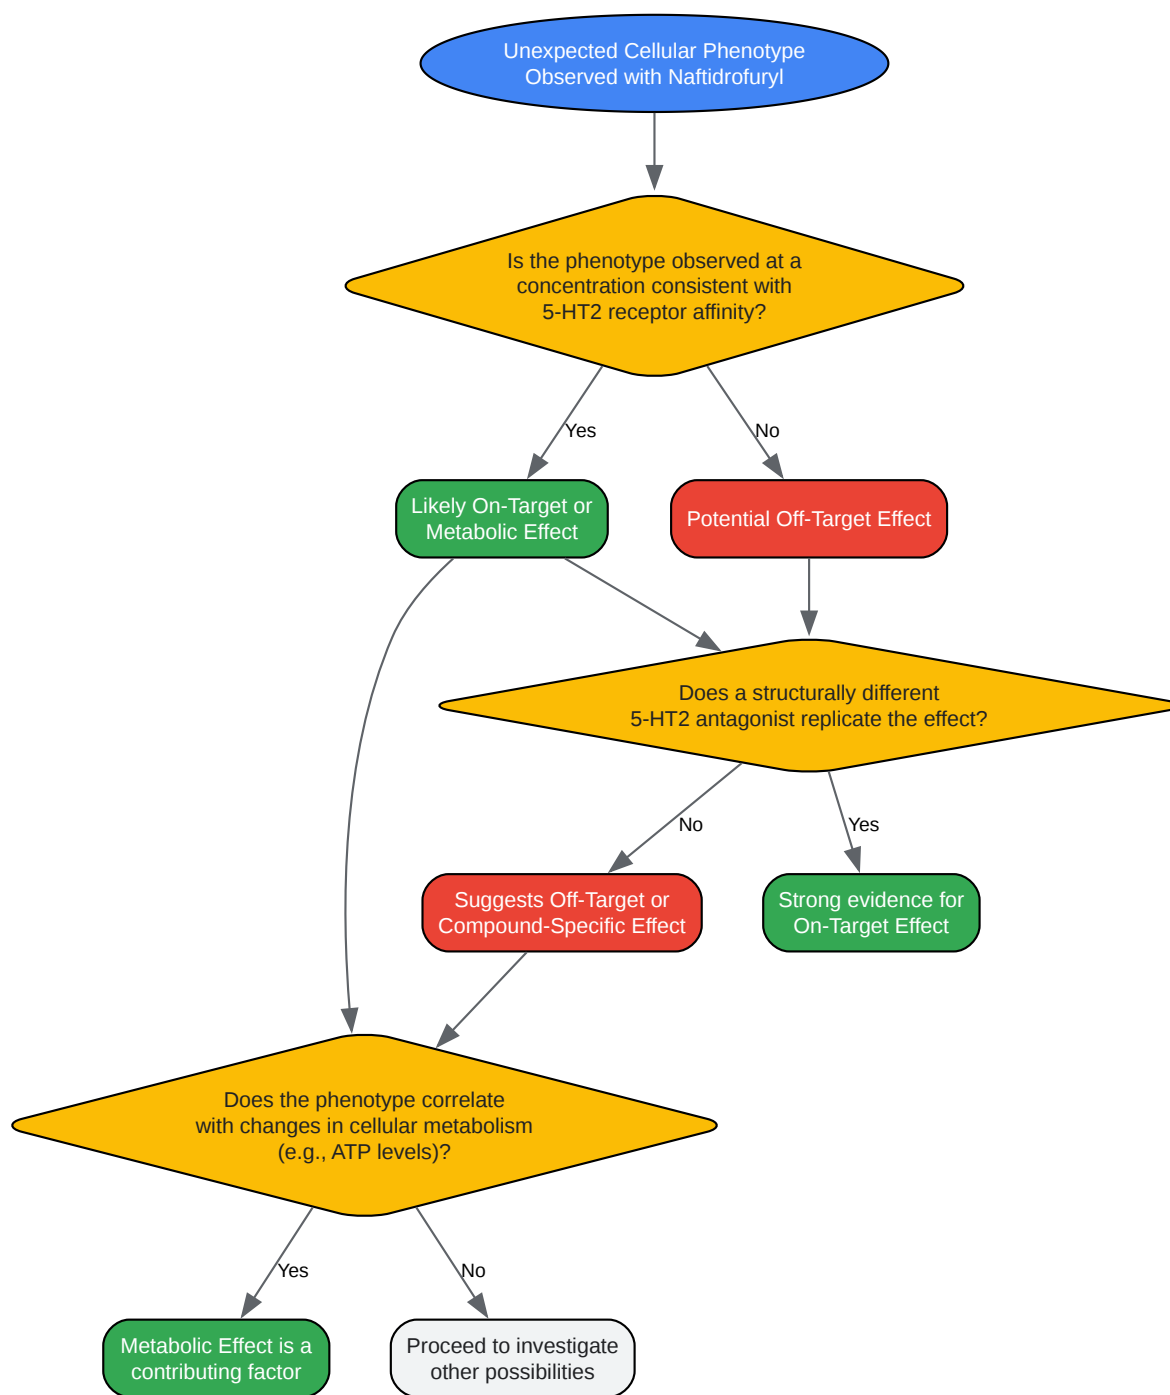 Unexpected Cellular Phenotype
Observed with Naftidrofuryl
Is the phenotype observed at a
concentration consistent with
5-HT2 receptor affinity?
Yes
No
Likely On-Target or
Metabolic Effect
Potential Off-Target Effect
Does a structurally different
5-HT2 antagonist replicate the effect?
No
Yes
Suggests Off-Target or
Compound-Specific Effect
Strong evidence for
On-Target Effect
Does the phenotype correlate
with changes in cellular metabolism
(e.g., ATP levels)?
Yes
No
Metabolic Effect is a
contributing factor
Proceed to investigate
other possibilities